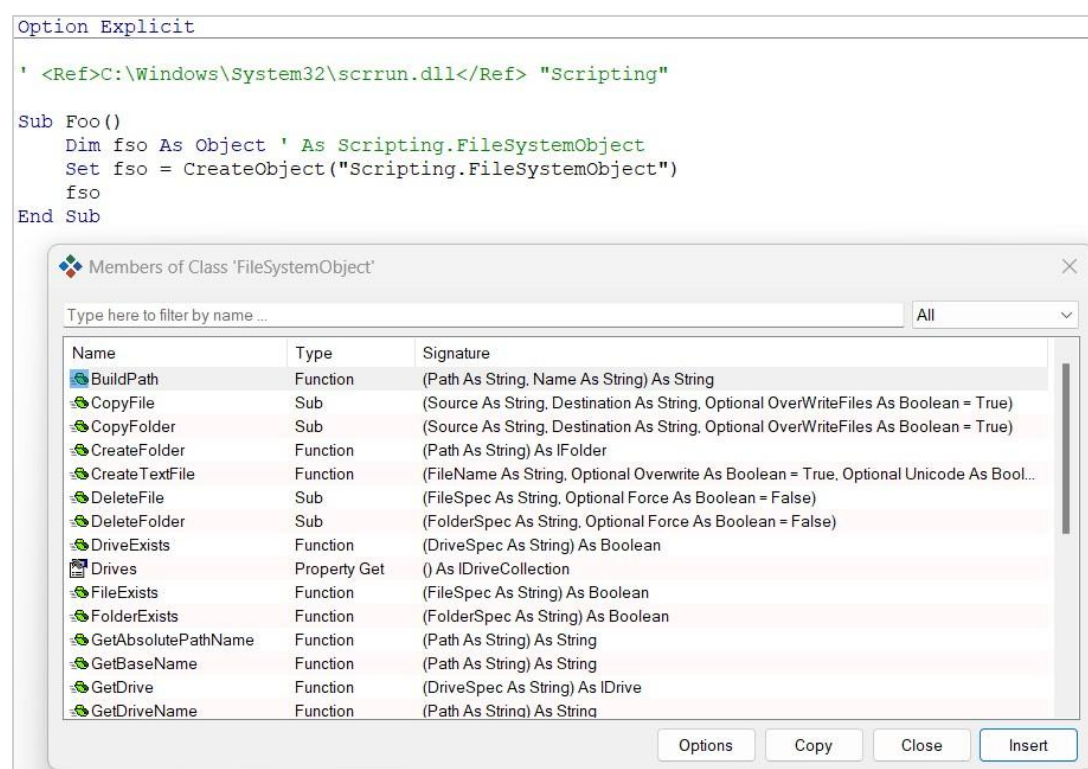 Option Explicit
' <Ref>C:\Windows\System32\scrrun.dll</Ref> "Scripting"
Sub Foo()
Dim fso As Object ' As Scripting.FileSystemObject
Set fso = CreateObject("Scripting.FileSystemObject")
fso
End Sub
Members of Class 'FileSystemObject'
Type here to filter by name ... All
Name Type Signature
BuildPath Function (Path As String, Name As String) As String
CopyFile Sub (Source As String, Destination As String, Optional OverWriteFiles As Boolean = True)
CopyFolder Sub (Source As String, Destination As String, Optional OverWriteFiles As Boolean = True)
CreateFolder Function (Path As String) As IFolder
CreateTextFile Function (FileName As String, Optional Overwrite As Boolean = True, Optional Unicode As Bool...
DeleteFile Sub (FileSpec As String, Optional Force As Boolean = False)
DeleteFolder Sub (FolderSpec As String, Optional Force As Boolean = False)
DriveExists Function (DriveSpec As String) As Boolean
Drives Property Get () As IDriveCollection
FileExists Function (FileSpec As String) As Boolean
FolderExists Function (FolderSpec As String) As Boolean
GetAbsolutePathName Function (Path As String) As String
GetBaseName Function (Path As String) As String
GetDrive Function (DriveSpec As String) As IDrive
GetDriveName Function (Path As String) As String
Options Copy Close Insert